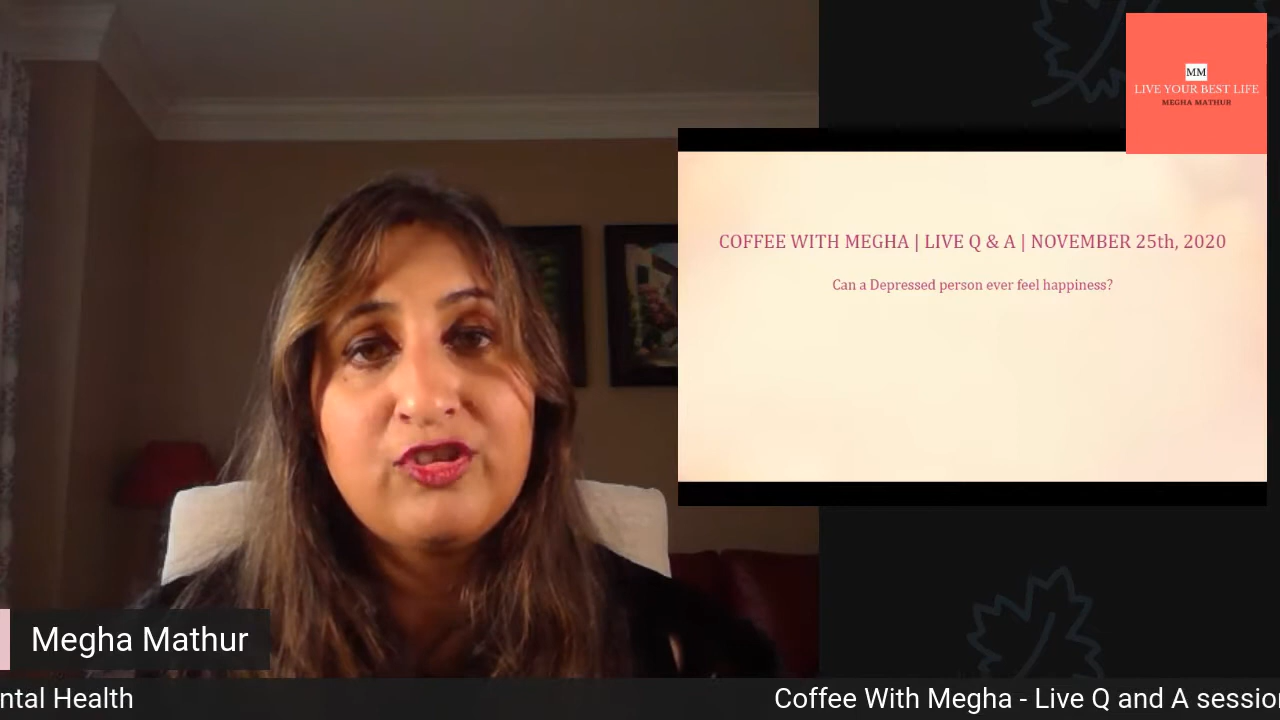 MM
LIVE YOUR BEST LIFE
MEGHA MATHUR
COFFEE WITH MEGHA | LIVE Q & A | NOVEMBER 25th, 2020
Can a Depressed person ever feel happiness?
Megha Mathur
ntal Health
Coffee With Megha - Live Q and A session